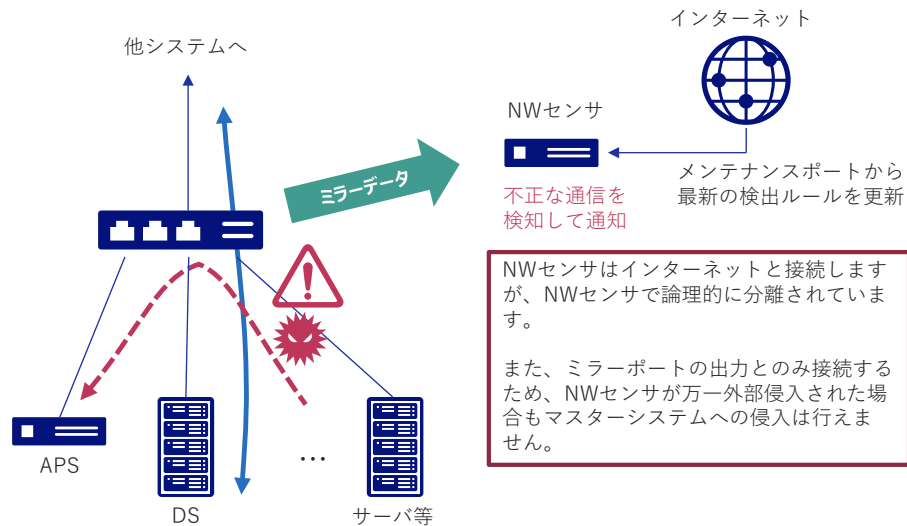 インターネット
他システムへ
NWセンサ
ミラーデータ
不正な通信を
検知して通知
メンテナンスポートから
最新の検出ルールを更新
NWセンサはインターネットと接続します
が、NWセンサで論理的に分離されていま
す。
また、ミラーポートの出力とのみ接続する
ため、NWセンサが万一外部侵入された場
合もマスターシステムへの侵入は行えま
せん。
APS
DS
…
サーバ等